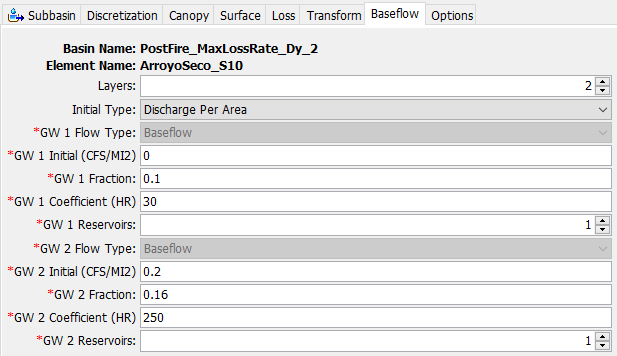 Subbasin Discretization Canopy Surface Loss Transform Baseflow Options
Basin Name: PostFire_MaxLossRate_Dy_2
Element Name: ArroyoSeco_S10
Layers: 2
Initial Type: Discharge Per Area
*GW 1 Flow Type: Baseflow
*GW 1 Initial (CFS/MI2) 0
*GW 1 Fraction: 0.1
*GW 1 Coefficient (HR) 30
*GW 1 Reservoirs: 1
*GW 2 Flow Type: Baseflow
*GW 2 Initial (CFS/MI2) 0.2
*GW 2 Fraction: 0.16
*GW 2 Coefficient (HR) 250
*GW 2 Reservoirs: 1